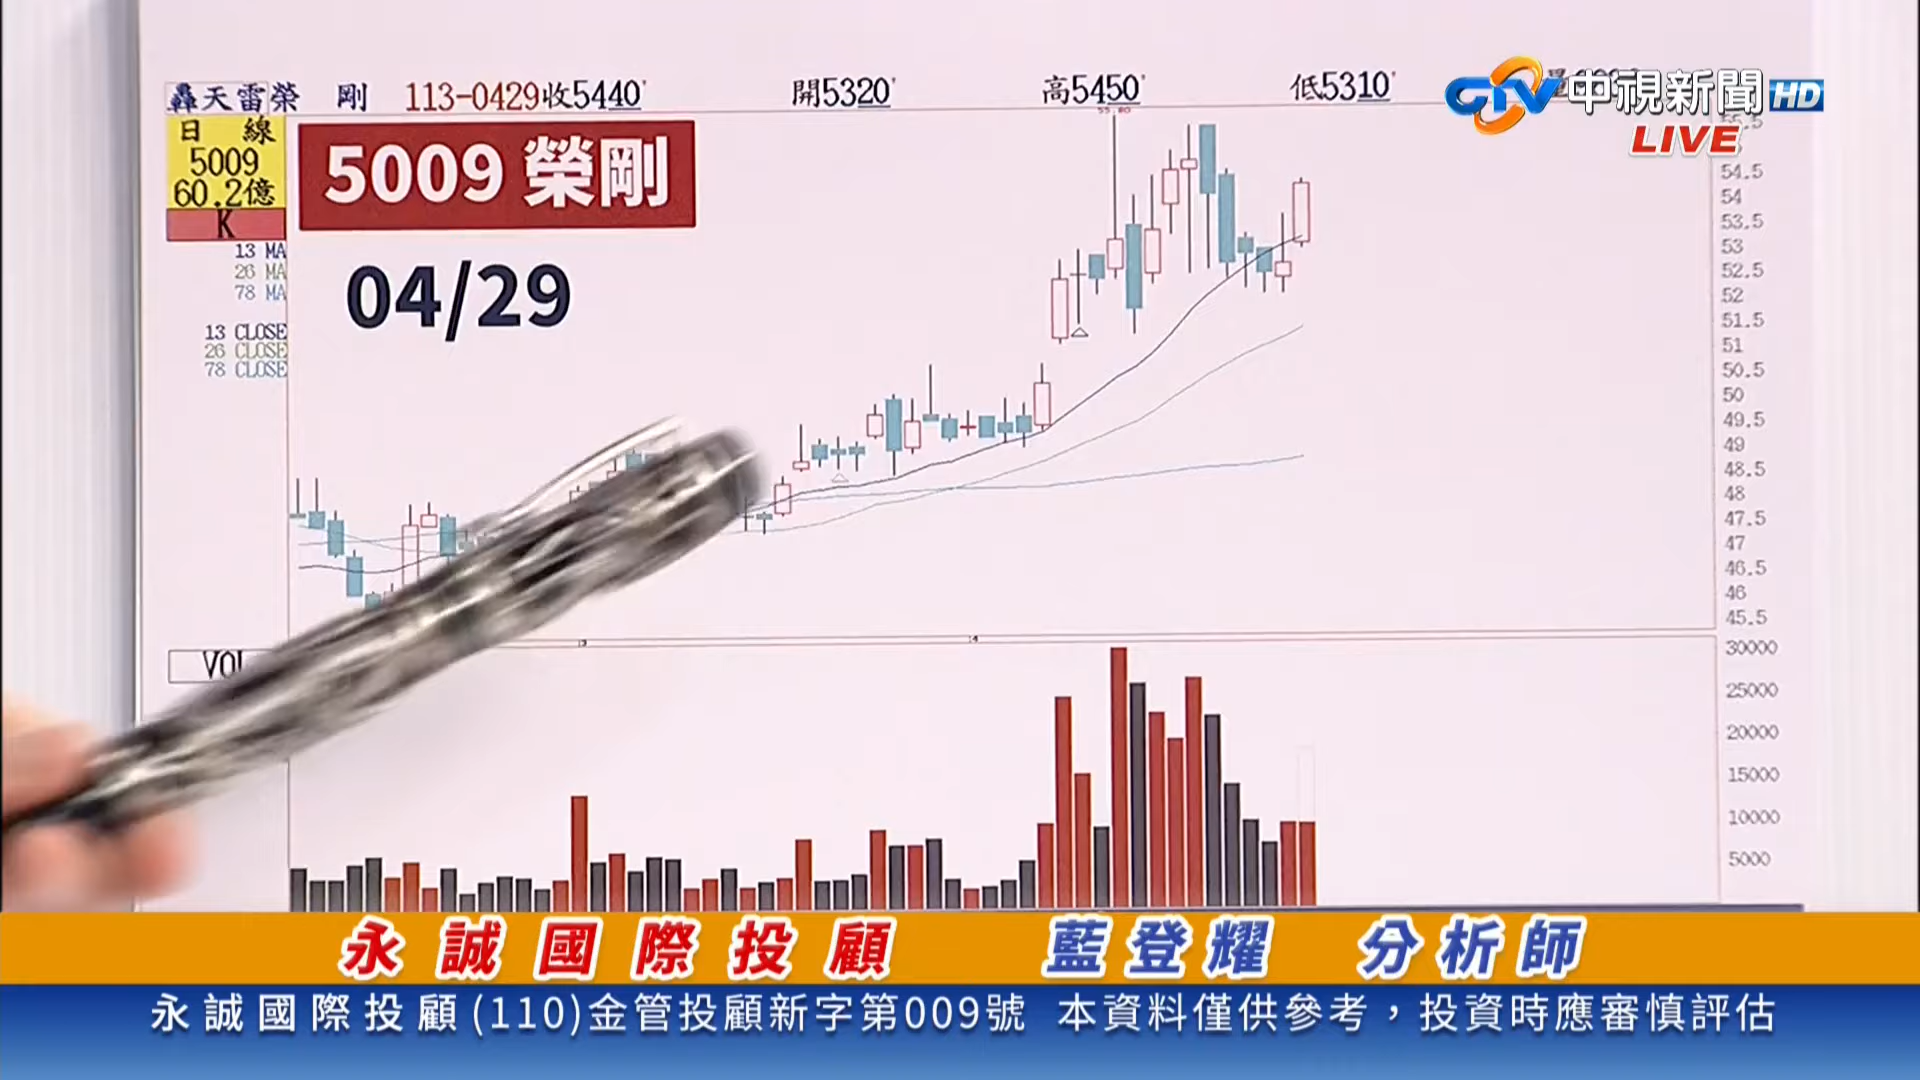 轟天雷榮 剛 113-0429收5440' 開5320' 高5450' 低5310'
CTV中視新聞HD
LIVE
日 線
5009
60.2億
K
5009 榮剛
04/29
13 MA
26 MA
78 MA
13 CLOSE
26 CLOSE
78 CLOSE
55.80
54.5
54
53.5
53
52.5
52
51.5
51
50.5
50
49.5
49
48.5
48
47.5
47
46.5
46
45.5
VOL
30000
25000
20000
15000
10000
5000
永誠國際投顧 藍登耀 分析師
永誠國際投顧(110)金管投顧新字第009號 本資料僅供參考，投資時應審慎評估